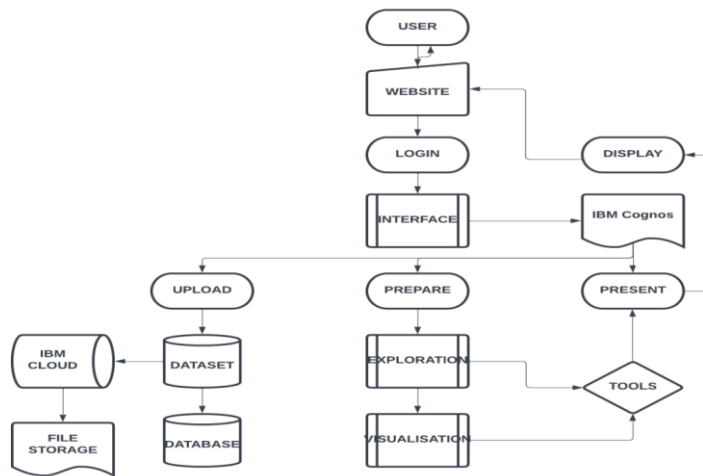 USER
WEBSITE
LOGIN
DISPLAY
INTERFACE
IBM Cognos
UPLOAD
PREPARE
PRESENT
IBM
CLOUD
DATASET
EXPLORATION
TOOLS
FILE
STORAGE
DATABASE
VISUALISATION